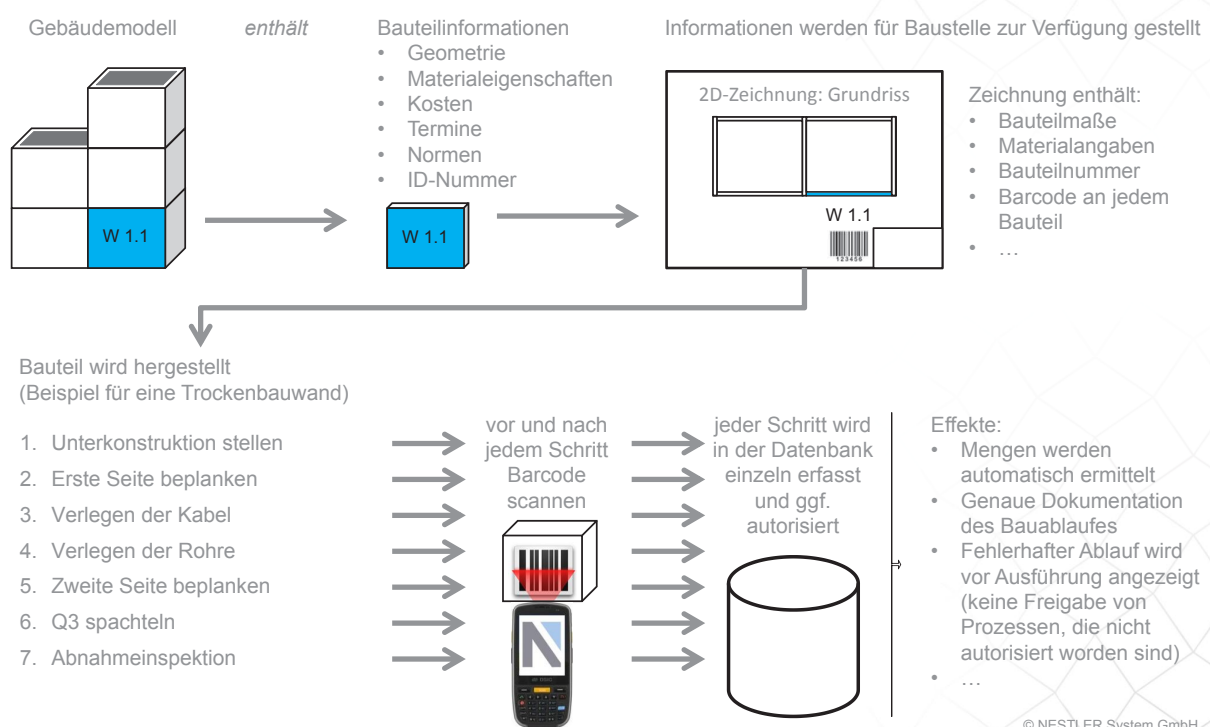 Gebäudemodell
enthält
Bauteilinformationen
• Geometrie
• Materialeigenschaften
• Kosten
• Termine
• Normen
• ID-Nummer
Informationen werden für Baustelle zur Verfügung gestellt
W 1.1
W 1.1
2D-Zeichnung: Grundriss
W 1.1
123456
Zeichnung enthält:
• Bauteilmaße
• Materialangaben
• Bauteilnummer
• Barcode an jedem
Bauteil
• …
Bauteil wird hergestellt
(Beispiel für eine Trockenbauwand)
1. Unterkonstruktion stellen
2. Erste Seite beplanken
3. Verlegen der Kabel
4. Verlegen der Rohre
5. Zweite Seite beplanken
6. Q3 spachteln
7. Abnahmeinspektion
vor und nach
jedem Schritt
Barcode
scannen
N
jeder Schritt wird
in der Datenbank
einzeln erfasst
und ggf.
autorisiert
Effekte:
• Mengen werden
automatisch ermittelt
• Genaue Dokumentation
des Bauablaufes
• Fehlerhafter Ablauf wird
vor Ausführung angezeigt
(keine Freigabe von
Prozessen, die nicht
autorisiert worden sind)
• …
© NESTLER System GmbH